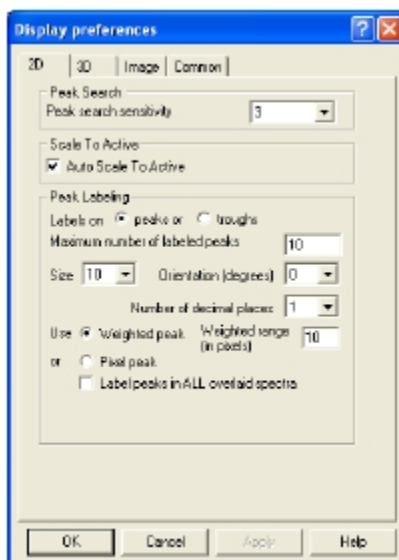 Display preferences
2D 3D Image Common
Peak Search
Peak search sensitivity 3
Scale To Active
Auto Scale To Active
Peak Labeling
Labels on peaks or troughs
Maximum number of labeled peaks 10
Size 10 Orientation (degrees) 0
Number of decimal places 1
Use Weighted peak Weighted range (in pixels) 10
or Pixel peak
Label peaks in ALL overlaid spectra
OK Cancel Apply Help